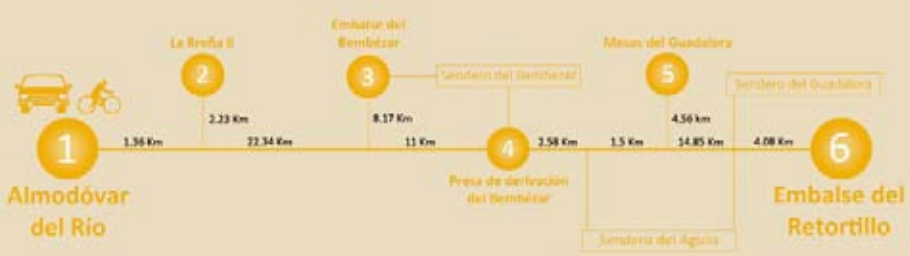 Embalse del
Bembézar
La Breña II
Mesas del Guadalora
2
3
5
Sendero del Bembézar
Sendero del Guadalora
2.23 Km
8.17 Km
4.56 km
1
1.36 Km
22.34 Km
11 Km
4
2.58 Km
1.5 Km
14.85 Km
4.08 Km
6
Almodóvar
del Río
Presa de derivación
del Bembézar
Embalse del
Retortillo
Sendero del Águila